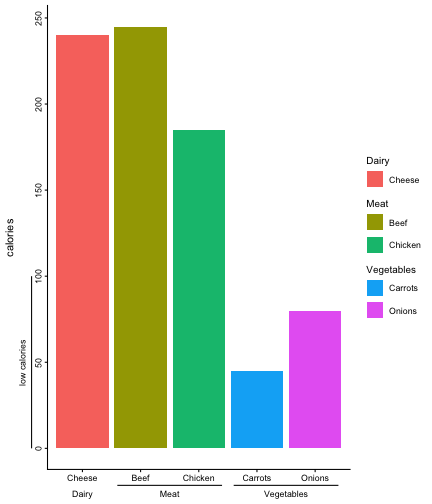 calories
low calories
250
200
150
100
50
0
Cheese Beef Chicken Carrots Onions
Dairy Meat Vegetables
Dairy
Cheese
Meat
Beef
Chicken
Vegetables
Carrots
Onions